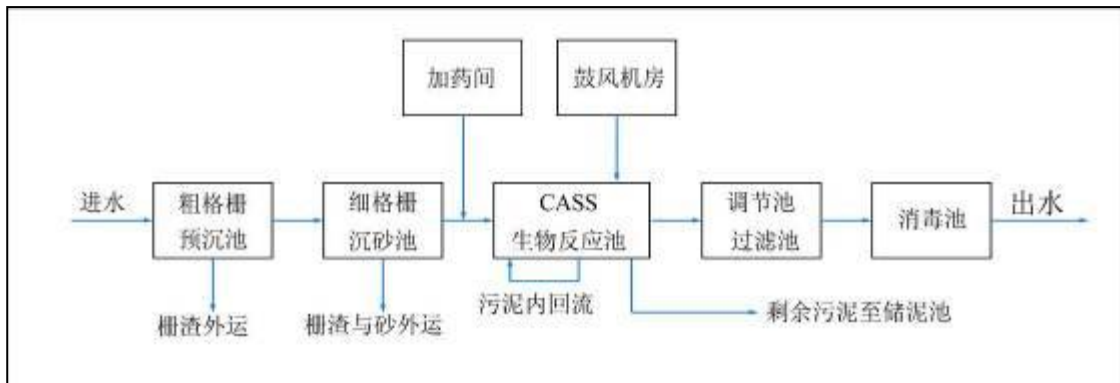 加药间
鼓风机房
进水
粗格栅
预沉池
细格栅
沉砂池
CASS
生物反应池
调节池
过滤池
消毒池
出水
污泥内回流
栅渣外运
栅渣与砂外运
剩余污泥至储泥池